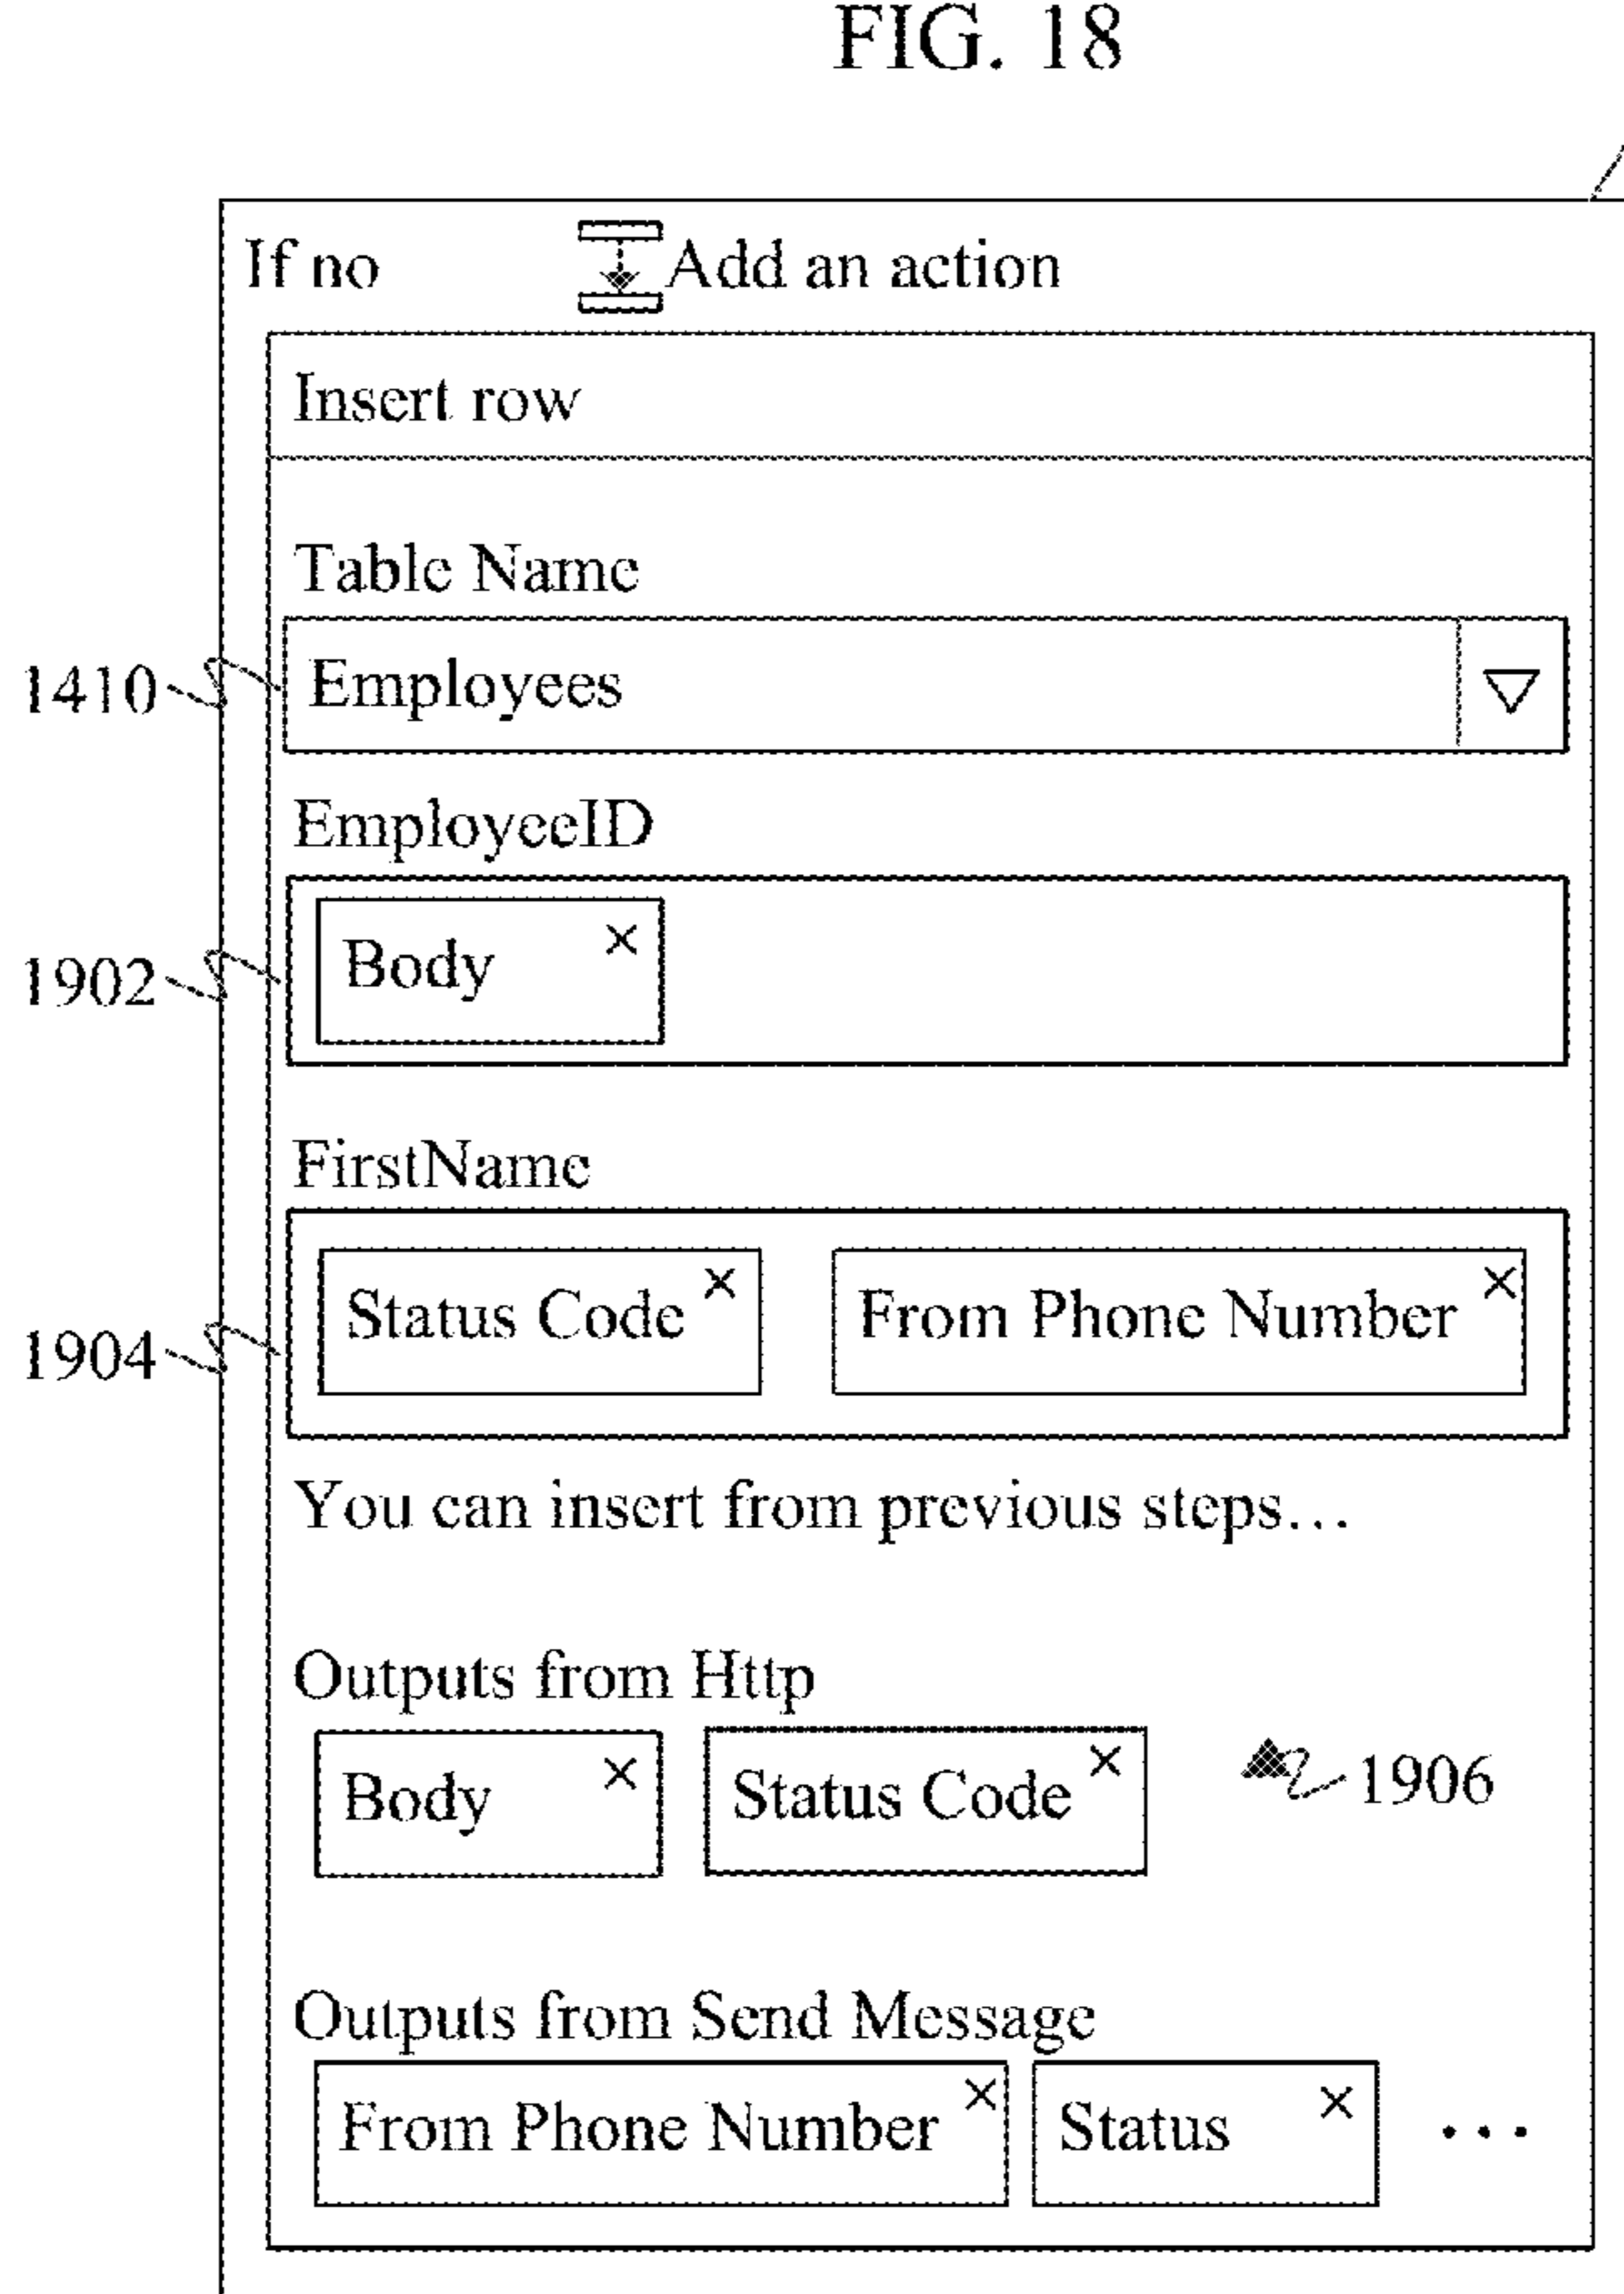 FIG. 18
If no Add an action
Insert row
Table Name
1410 Employees
EmployeeID
1902 Body ×
FirstName
1904 Status Code × From Phone Number ×
You can insert from previous steps...
Outputs from Http
Body × Status Code × 1906
Outputs from Send Message
From Phone Number × Status × ...